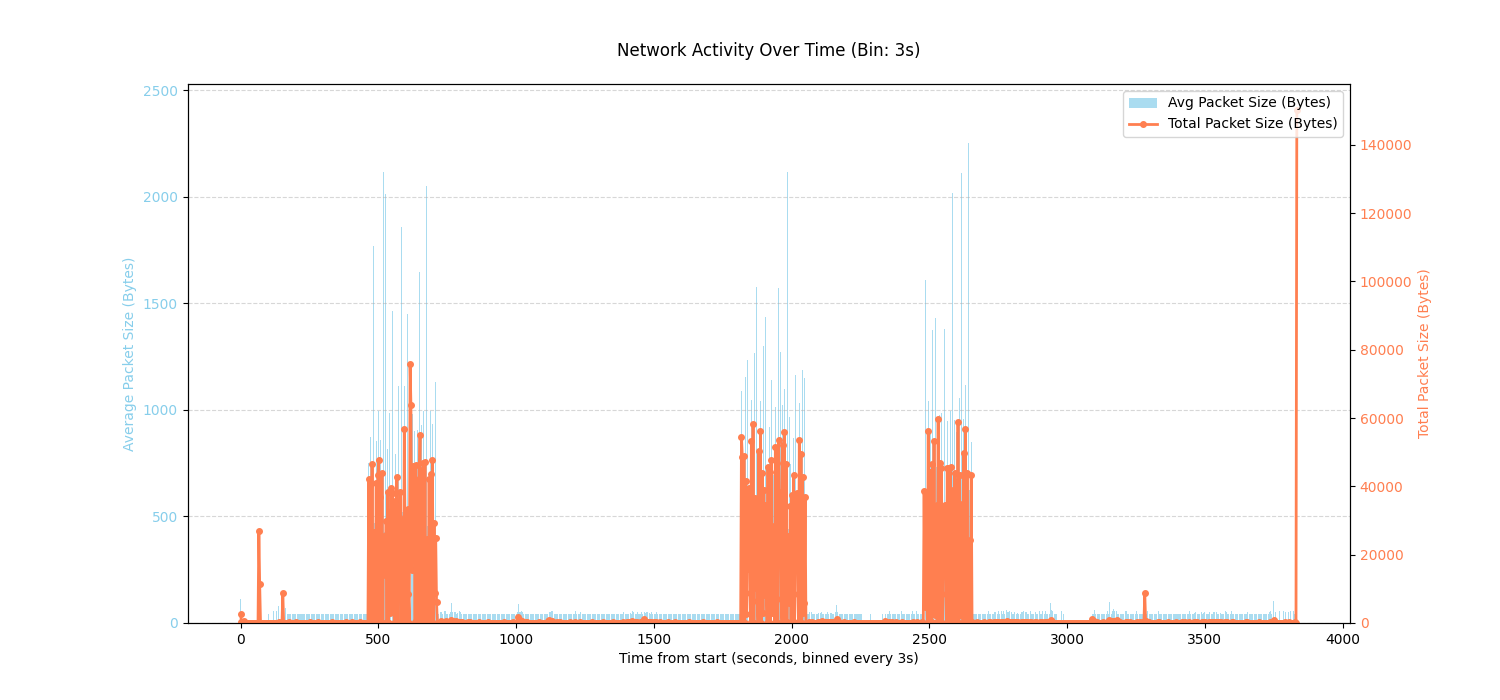 Network Activity Over Time (Bin: 3s)
Avg Packet Size (Bytes)
Total Packet Size (Bytes)
Average Packet Size (Bytes)
2500
2000
1500
1000
500
0
140000
120000
100000
80000
60000
40000
20000
0
Total Packet Size (Bytes)
0 500 1000 1500 2000 2500 3000 3500 4000
Time from start (seconds, binned every 3s)